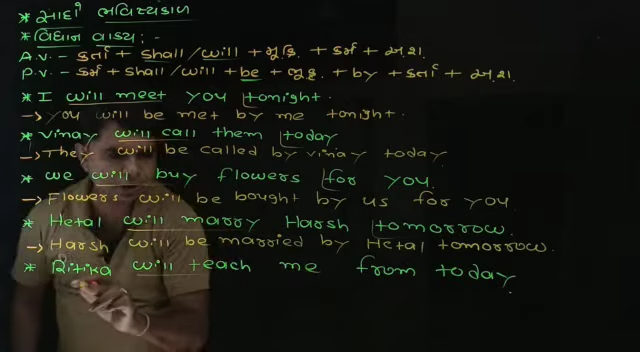 * સાદો ભવિષ્યકાળ
* વિધાન વાક્ય : -
A.V. - કર્તા + shall/will + મૂક્રિ + કર્મ + અ.શ.
P.V. - કર્મ + shall/will + be + ભૂકૃ + by + કર્તા + અ.શ.
* I will meet you tonight.
→ You will be met by me tonight.
* Vinay will call them today
→ They will be called by Vinay today
* We will buy flowers for you.
→ Flowers will be bought by us for you.
* Hetal will marry Harsh tomorrow.
→ Harsh will be married by Hetal tomorrow.
* Ritika will teach me from today.